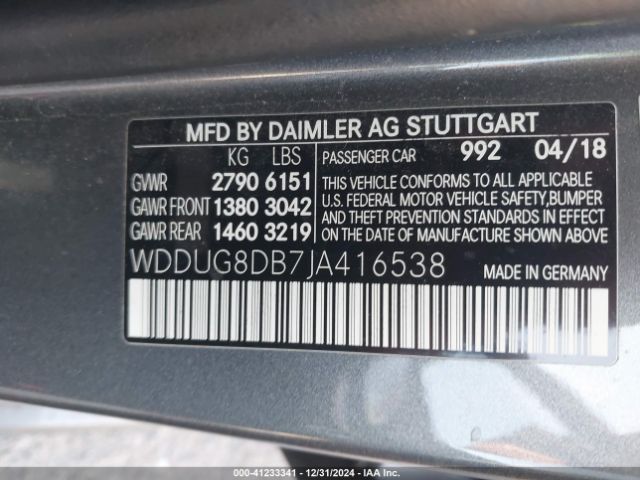 MFD BY DAIMLER AG STUTTGART
KG LBS PASSENGER CAR 992 04/18
GVWR 2790 6151
GAWR FRONT 1380 3042
GAWR REAR 1460 3219
THIS VEHICLE CONFORMS TO ALL APPLICABLE
U.S. FEDERAL MOTOR VEHICLE SAFETY,BUMPER
AND THEFT PREVENTION STANDARDS IN EFFECT
ON THE DATE OF MANUFACTURE SHOWN ABOVE.
WDDUG8DB7JA416538 MADE IN GERMANY
000-41233341 - 12/31/2024 - IAA Inc.